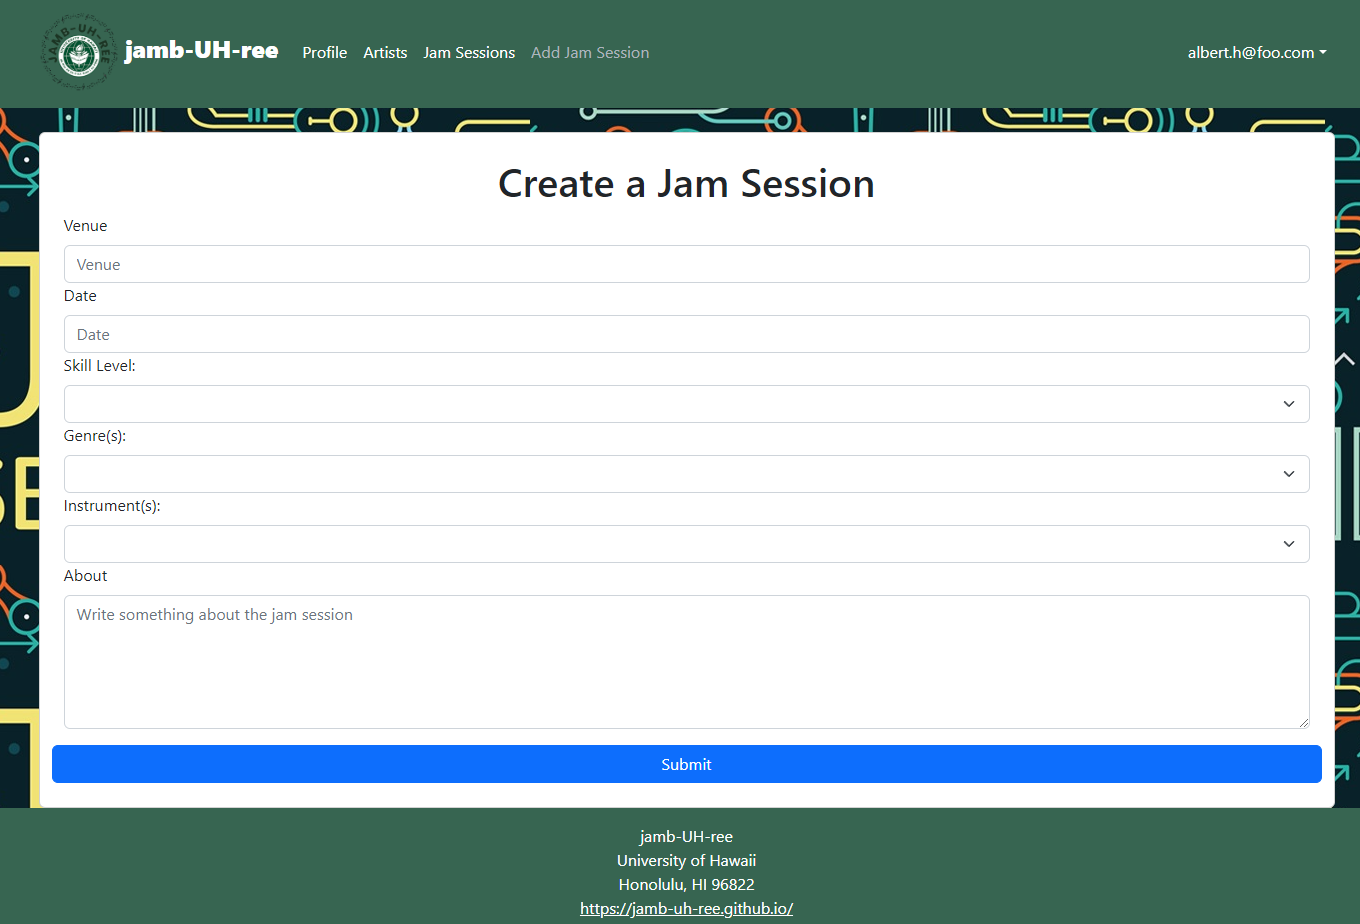 JAMB-UH-REE
jamb-UH-ree Profile Artists Jam Sessions Add Jam Session albert.h@foo.com
Create a Jam Session
Venue
Venue
Date
Date
Skill Level:
Genre(s):
Instrument(s):
About
Write something about the jam session
Submit
jamb-UH-ree
University of Hawaii
Honolulu, HI 96822
https://jamb-uh-ree.github.io/